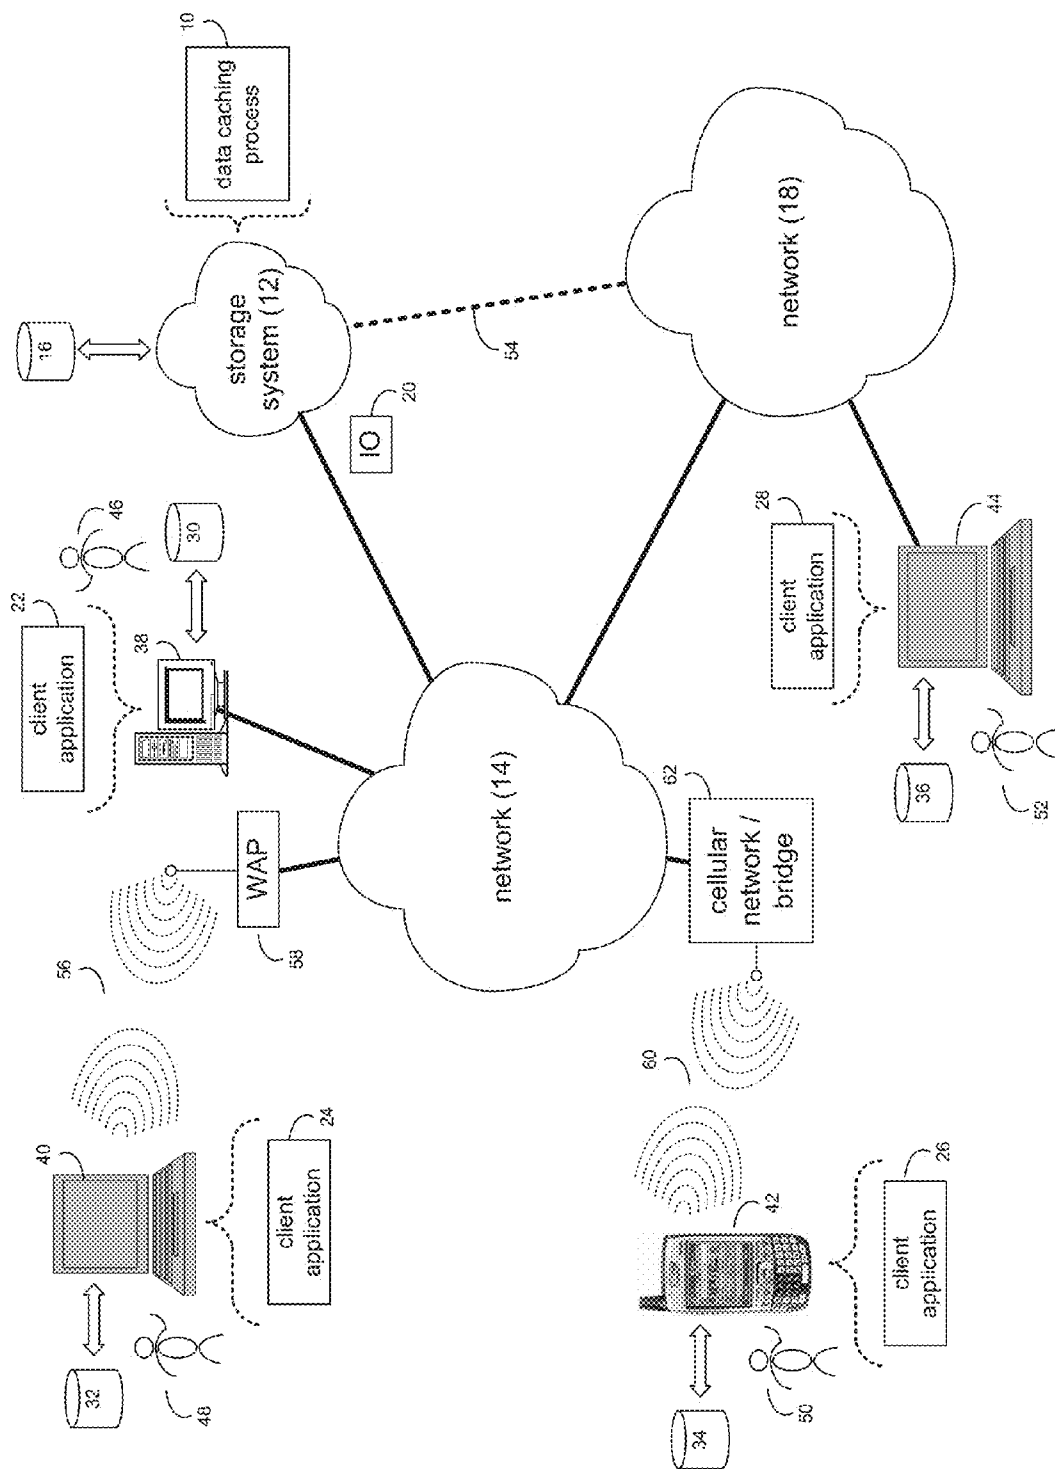 10
data caching
process
16
storage
system (12)
54
network (18)
IO
20
46
30
22
client
application
38
28
client
application
44
36
52
network (14)
62
cellular
network /
bridge
WAP
58
56
60
40
24
client
application
32
48
42
26
client
application
34
50